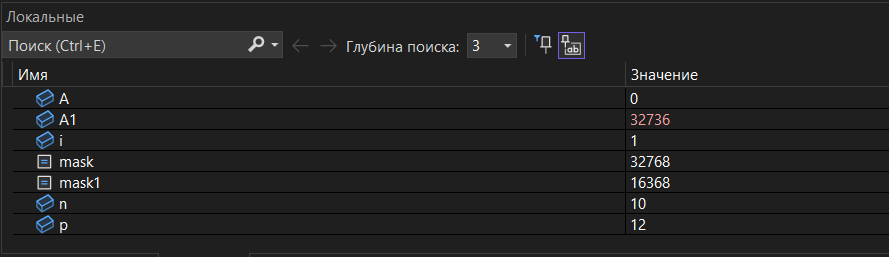 Локальные
Поиск (Ctrl+E) Глубина поиска: 3
Имя Значение
A 0
A1 32736
i 1
mask 32768
mask1 16368
n 10
p 12